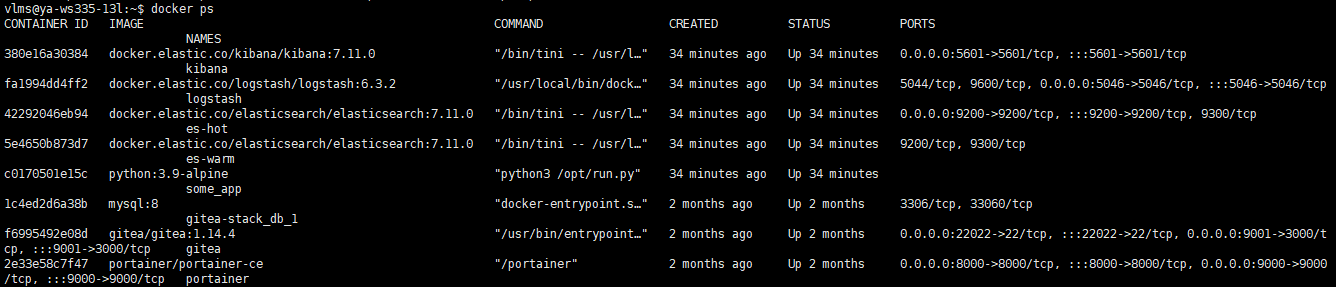 vlms@ya-ws335-13l:~$ docker ps
CONTAINER ID   IMAGE                                                  COMMAND                  CREATED          STATUS          PORTS
                          NAMES
380e16a30384   docker.elastic.co/kibana/kibana:7.11.0                 "/bin/tini -- /usr/l…"   34 minutes ago   Up 34 minutes   0.0.0.0:5601->5601/tcp, :::5601->5601/tcp
                          kibana
fa1994dd4ff2   docker.elastic.co/logstash/logstash:6.3.2              "/usr/local/bin/dock…"   34 minutes ago   Up 34 minutes   5044/tcp, 9600/tcp, 0.0.0.0:5046->5046/tcp, :::5046->5046/tcp
                          logstash
42292046eb94   docker.elastic.co/elasticsearch/elasticsearch:7.11.0   "/bin/tini -- /usr/l…"   34 minutes ago   Up 34 minutes   0.0.0.0:9200->9200/tcp, :::9200->9200/tcp, 9300/tcp
                          es-hot
5e4650b873d7   docker.elastic.co/elasticsearch/elasticsearch:7.11.0   "/bin/tini -- /usr/l…"   34 minutes ago   Up 34 minutes   9200/tcp, 9300/tcp
                          es-warm
c0170501e15c   python:3.9-alpine                                      "python3 /opt/run.py"    34 minutes ago   Up 34 minutes
                          some_app
1c4ed2d6a38b   mysql:8                                                "docker-entrypoint.s…"   2 months ago     Up 2 months     3306/tcp, 33060/tcp
                          gitea-stack_db_1
f6995492e08d   gitea/gitea:1.14.4                                     "/usr/bin/entrypoint…"   2 months ago     Up 2 months     0.0.0.0:22022->22/tcp, :::22022->22/tcp, 0.0.0.0:9001->3000/t
cp, :::9001->3000/tcp     gitea
2e33e58c7f47   portainer/portainer-ce                                 "/portainer"             2 months ago     Up 2 months     0.0.0.0:8000->8000/tcp, :::8000->8000/tcp, 0.0.0.0:9000->9000
/tcp, :::9000->9000/tcp   portainer